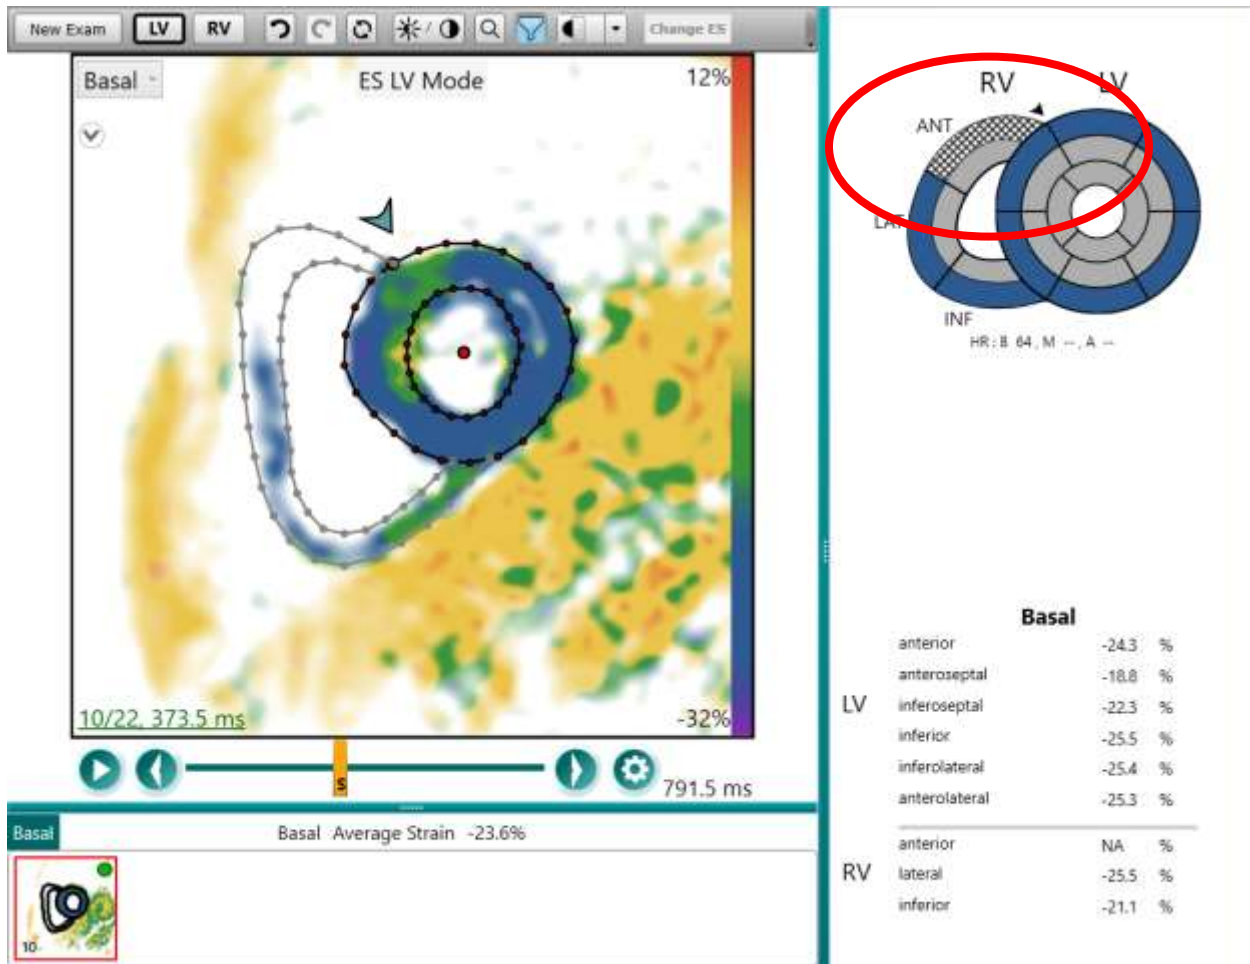 New Exam LV RV Change ES
Basal ES LV Mode 12%
10/22, 373.5 ms -32%
S
791.5 ms
Basal Basal Average Strain -23.6%
10
RV LV
ANT
LAT
INF
HR: B 64, M --, A --
Basal
LV
anterior -24.3 %
anteroseptal -18.8 %
inferoseptal -22.3 %
inferior -25.5 %
inferolateral -25.4 %
anterolateral -25.3 %
RV
anterior NA %
lateral -25.5 %
inferior -21.1 %